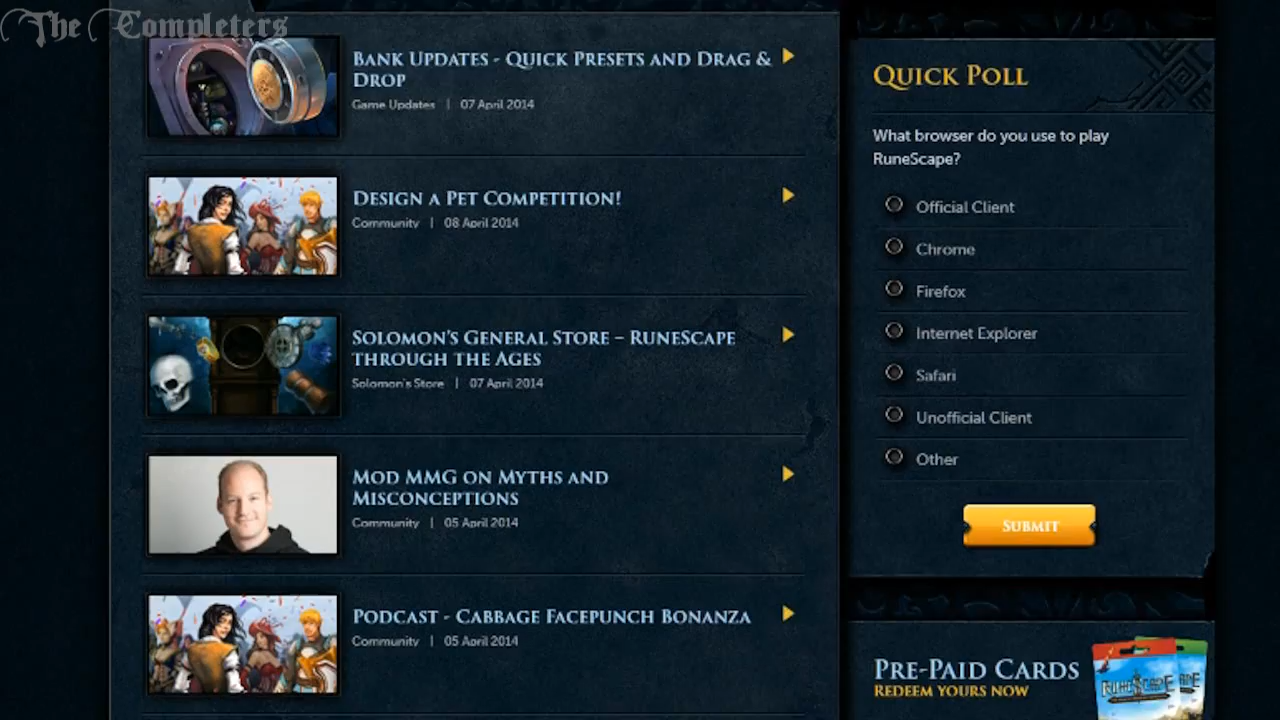 The Completers
Bank Updates - Quick Presets and Drag &
Drop
Game Updates | 07 April 2014
Design a Pet Competition!
Community | 08 April 2014
Solomon's General Store – RuneScape
through the Ages
Solomon's Store | 07 April 2014
Mod MMG on Myths and
Misconceptions
Community | 05 April 2014
Podcast - Cabbage Facepunch Bonanza
Community | 05 April 2014
Quick Poll
What browser do you use to play
RuneScape?
Official Client
Chrome
Firefox
Internet Explorer
Safari
Unofficial Client
Other
Submit
Pre-Paid Cards
Redeem yours now
RuneScape